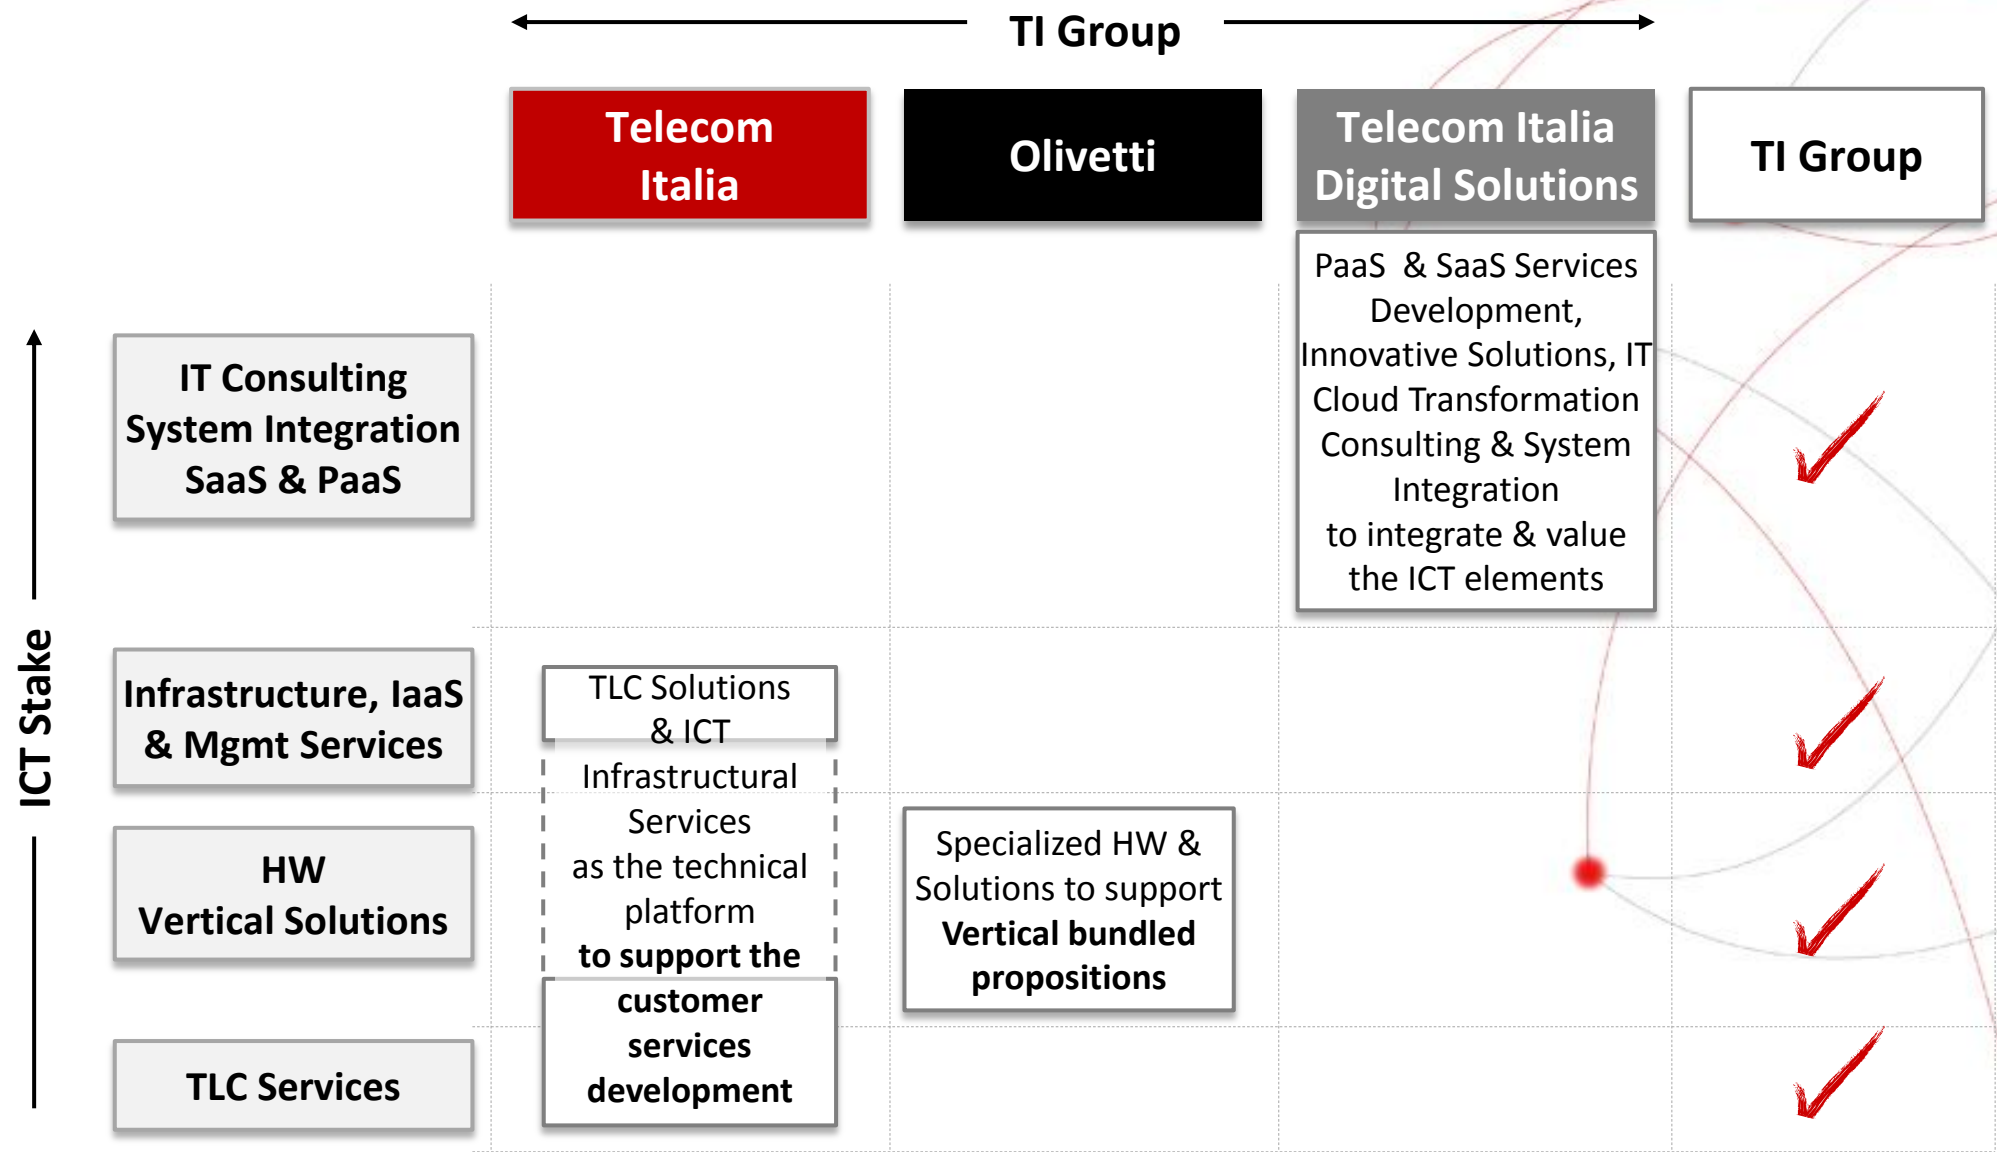 TI Group
Telecom
Italia
Olivetti
Telecom Italia
Digital Solutions
TI Group
PaaS & SaaS Services
Development,
Innovative Solutions, IT
Cloud Transformation
Consulting & System
Integration
to integrate & value
the ICT elements
ICT Stake
IT Consulting
System Integration
SaaS & PaaS
Infrastructure, IaaS
& Mgmt Services
HW
Vertical Solutions
TLC Services
TLC Solutions
& ICT
Infrastructural
Services
as the technical
platform
to support the
customer
services
development
Specialized HW &
Solutions to support
Vertical bundled
propositions